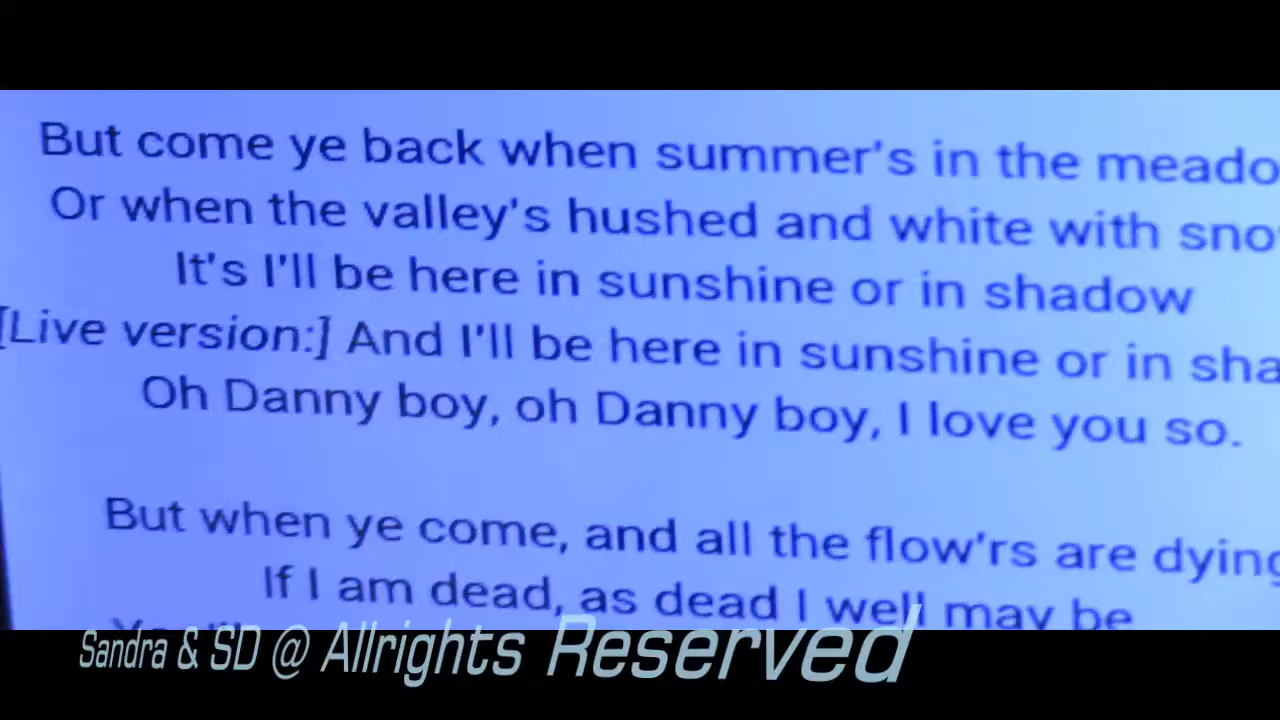 But come ye back when summer's in the meado
Or when the valley's hushed and white with sno
It's I'll be here in sunshine or in shadow
[Live version:] And I'll be here in sunshine or in sha
Oh Danny boy, oh Danny boy, I love you so.
But when ye come, and all the flow'rs are dying
If I am dead, as dead I well may be
Sandra & SD @ Allrights Reserved